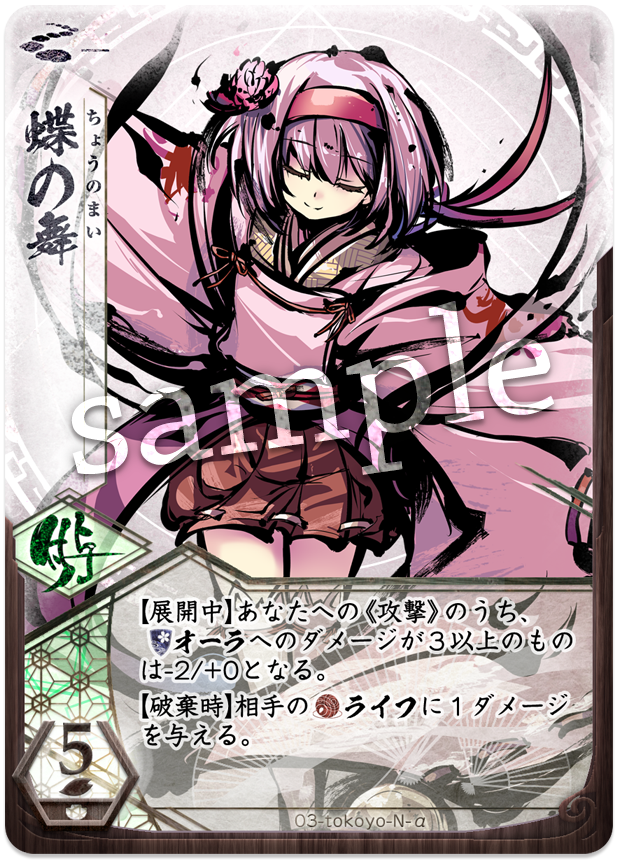 蝶の舞
ちょうのまい
sample
【展開中】あなたへの《攻撃》のうち、
オーラへのダメージが3以上のもの
は-2/+0となる。
【破棄時】相手のライフに1ダメージ
を与える。
5
03-tokoyo-N-α